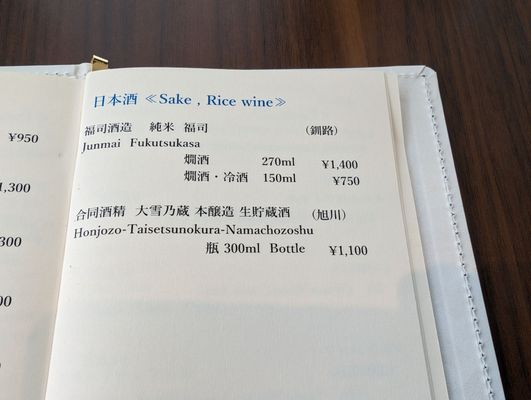 ¥950
1,300
300
00
日本酒 ≪Sake , Rice wine≫
福司酒造 純米 福司 (釧路)
Junmai Fukutsukasa
燗酒 270ml ¥1,400
燗酒・冷酒 150ml ¥750
合同酒精 大雪乃蔵 本醸造 生貯蔵酒 (旭川)
Honjozo-Taisetsunokura-Namachozoshu
瓶 300ml Bottle ¥1,100